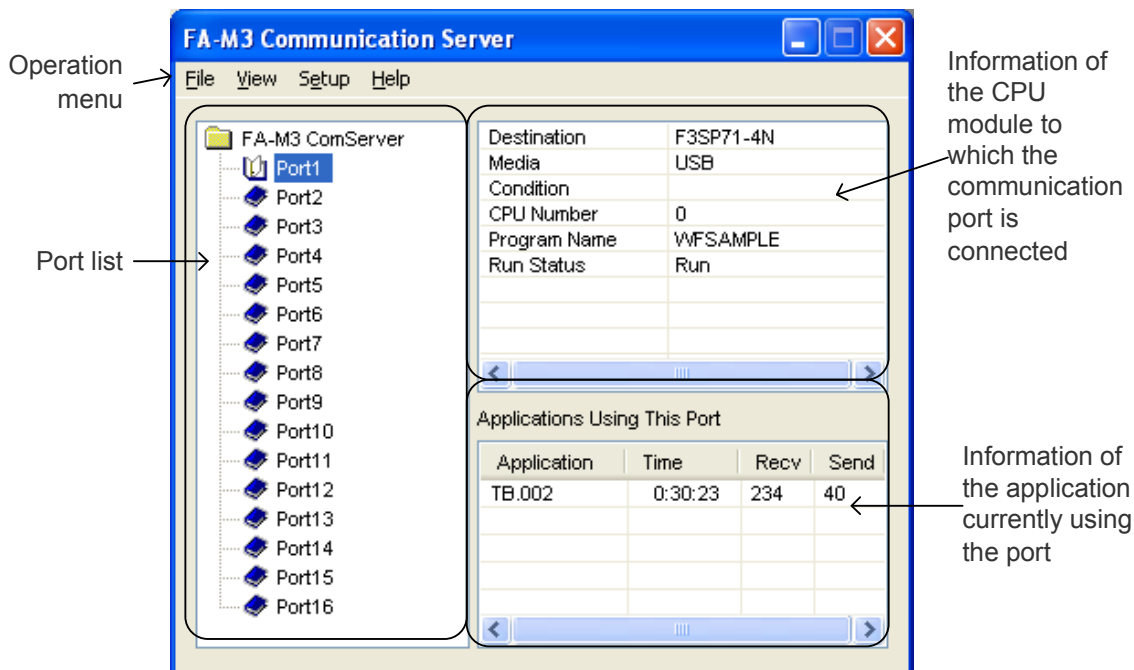 FA-M3 Communication Server
Operation
menu
File View Setup Help
Port list
FA-M3 ComServer
Port1
Port2
Port3
Port4
Port5
Port6
Port7
Port8
Port9
Port10
Port11
Port12
Port13
Port14
Port15
Port16
Destination F3SP71-4N
Media USB
Condition
CPU Number 0
Program Name WFSAMPLE
Run Status Run
Information of
the CPU
module to
which the
communication
port is
connected
Applications Using This Port
Application Time Recv Send
TB.002 0:30:23 234 40
Information of
the application
currently using
the port